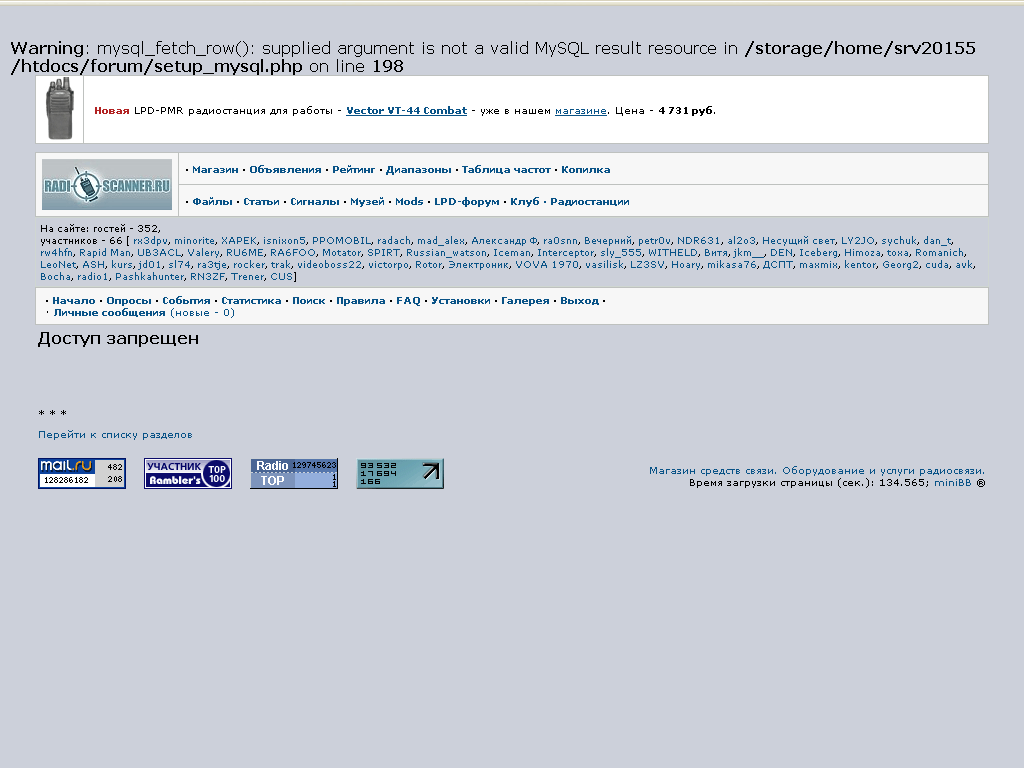 Warning: mysql_fetch_row(): supplied argument is not a valid MySQL result resource in /storage/home/srv20155
/htdocs/forum/setup_mysql.php on line 198
Новая LPD-PMR радиостанция для работы - Vector VT-44 Combat - уже в нашем магазине. Цена - 4 731 руб.
RADI SCANNER.RU
· Магазин · Объявления · Рейтинг · Диапазоны · Таблица частот · Копилка
· Файлы · Статьи · Сигналы · Музей · Mods · LPD-форум · Клуб · Радиостанции
На сайте: гостей - 352,
участников - 66 [ rx3dpv, minorite, XAPEK, isnixon5, PPOMOBIL, radach, mad_alex, Александр Ф, ra0snn, Вечерний, petr0v, NDR631, al2o3, Несущий свет, LY2JO, sychuk, dan_t,
rw4hfn, Rapid Man, UB3ACL, Valery, RU6ME, RA6FOO, Motator, SPIRT, Russian_watson, Iceman, Interceptor, sly_555, WITHELD, Витя, jkm__, DEN, Iceberg, Himoza, toxa, Romanich,
LeoNet, ASH, kurs, jd01, sl74, ra3tje, rocker, trak, videoboss22, victorpo, Rotor, Электроник, VOVA 1970, vasilisk, LZ3SV, Hoary, mikasa76, ДСПТ, maxmix, kentor, Georg2, cuda, avk,
Bocha, radio1, Pashkahunter, RN3ZF, Trener, CUS]
· Начало · Опросы · События · Статистика · Поиск · Правила · FAQ · Установки · Галерея · Выход ·
· Личные сообщения (новые - 0)
Доступ запрещен
* * *
Перейти к списку разделов
mail.ru 482
128286182 208
УЧАСТНИК TOP 100
Rambler's
Radio 129745623
TOP 1
1
93 532
17 694
166
Магазин средств связи. Оборудование и услуги радиосвязи.
Время загрузки страницы (сек.): 134.565; miniBB ®